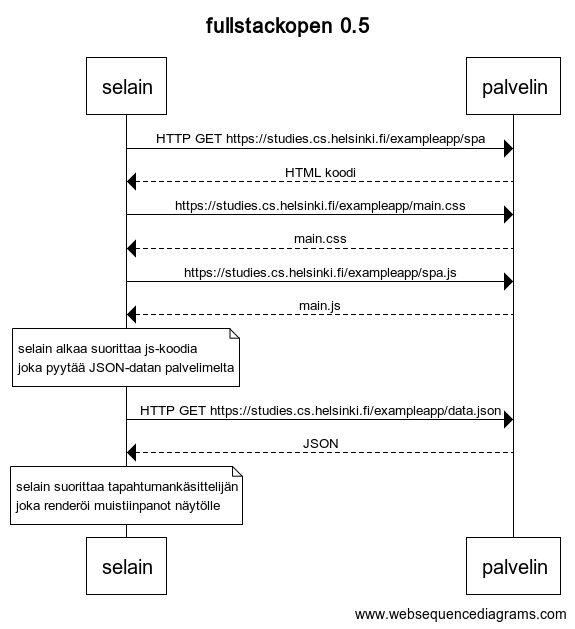 fullstackopen 0.5
selain
palvelin
HTTP GET https://studies.cs.helsinki.fi/exampleapp/spa
HTML koodi
https://studies.cs.helsinki.fi/exampleapp/main.css
main.css
https://studies.cs.helsinki.fi/exampleapp/spa.js
main.js
selain alkaa suorittaa js-koodia
joka pyytää JSON-datan palvelimelta
HTTP GET https://studies.cs.helsinki.fi/exampleapp/data.json
JSON
selain suorittaa tapahtumankäsittelijän
joka renderöi muistiinpanot näytölle
selain
palvelin
www.websequencediagrams.com